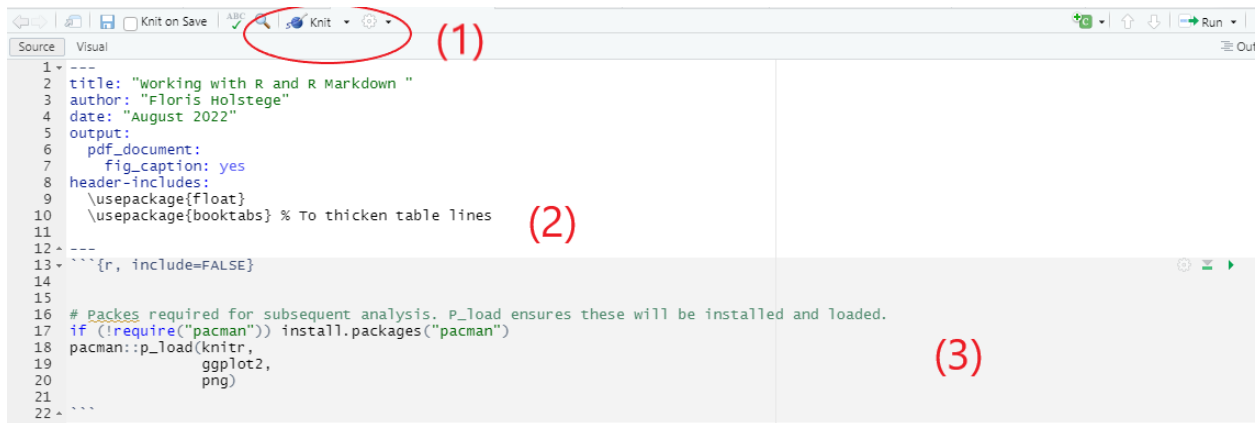 Knit on Save ABC Knit Run
(1)
Source Visual Out
1 ---
2 title: "Working with R and R Markdown "
3 author: "Floris Holstege"
4 date: "August 2022"
5 output:
6 pdf_document:
7 fig_caption: yes
8 header-includes:
9 \usepackage{float}
10 \usepackage{booktabs} % To thicken table lines
(2)
11
12 ---
13 ```{r, include=FALSE}
14
15
16 # Packes required for subsequent analysis. P_load ensures these will be installed and loaded.
17 if (!require("pacman")) install.packages("pacman")
18 pacman::p_load(knitr,
19 ggplot2,
(3)
20 png)
21
22 ```